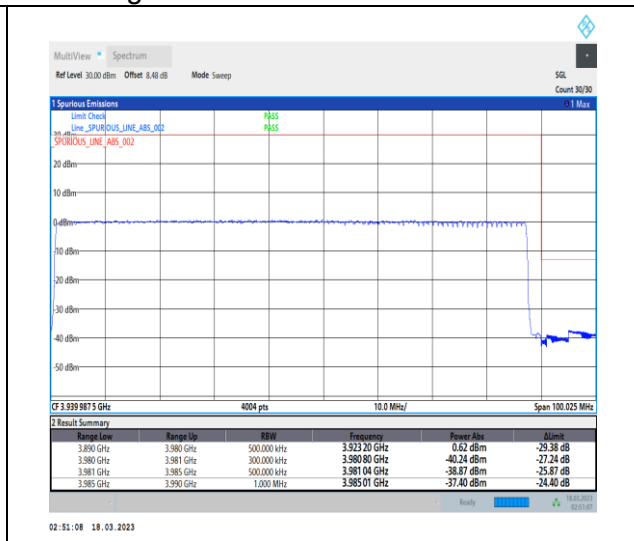 MultiView Spectrum
Ref Level 30.00 dBm Offset 8.48 dB Mode Sweep SGL
Count 30/30
1 Spurious Emissions 1 Max
Limit Check PASS
Line _SPURIOUS_LINE_ABS_002 PASS
_SPURIOUS_LINE_ABS_002
20 dBm
10 dBm
0 dBm
-10 dBm
-20 dBm
-30 dBm
-40 dBm
-50 dBm
CF 3.939 987 5 GHz 4004 pts 10.0 MHz/ Span 100.025 MHz
2 Result Summary
Range Low Range Up RBW Frequency Power Abs ΔLimit
3.890 GHz 3.980 GHz 500.000 kHz 3.923 20 GHz 0.62 dBm -29.38 dB
3.980 GHz 3.981 GHz 300.000 kHz 3.980 80 GHz -40.24 dBm -27.24 dB
3.981 GHz 3.985 GHz 300.000 kHz 3.981 04 GHz -38.87 dBm -25.87 dB
3.985 GHz 3.990 GHz 1.000 MHz 3.985 01 GHz -37.40 dBm -24.40 dB
Ready 18.03.2023
02:51:07
02:51:08 18.03.2023